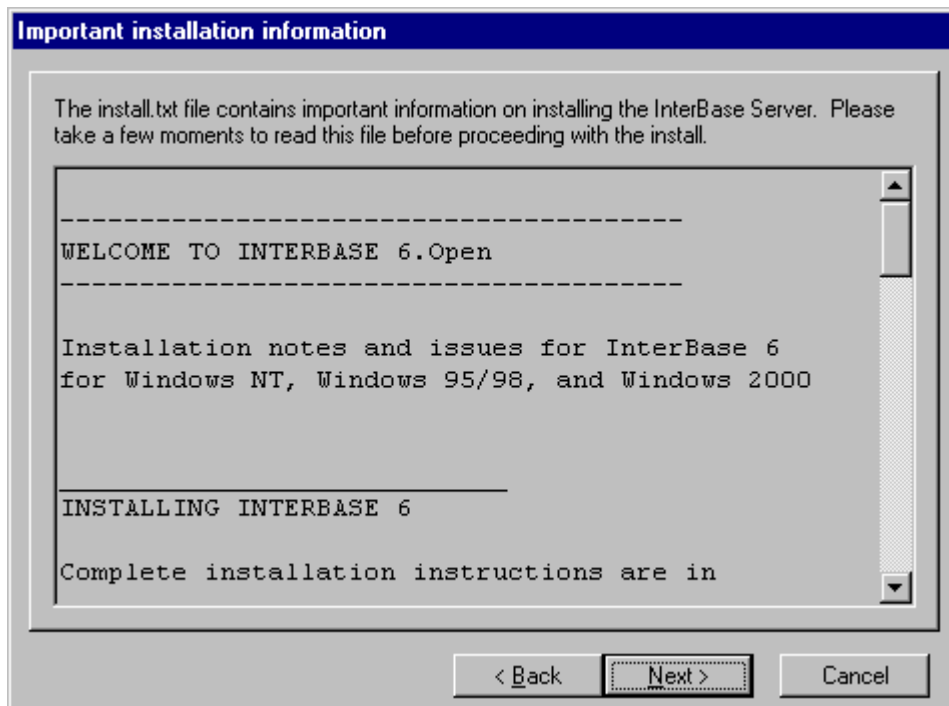 Important installation information
The install.txt file contains important information on installing the InterBase Server.  Please
take a few moments to read this file before proceeding with the install.
---------------------------------------
WELCOME TO INTERBASE 6.Open
---------------------------------------
Installation notes and issues for InterBase 6
for Windows NT, Windows 95/98, and Windows 2000
____________________________
INSTALLING INTERBASE 6
Complete installation instructions are in
< Back Next > Cancel